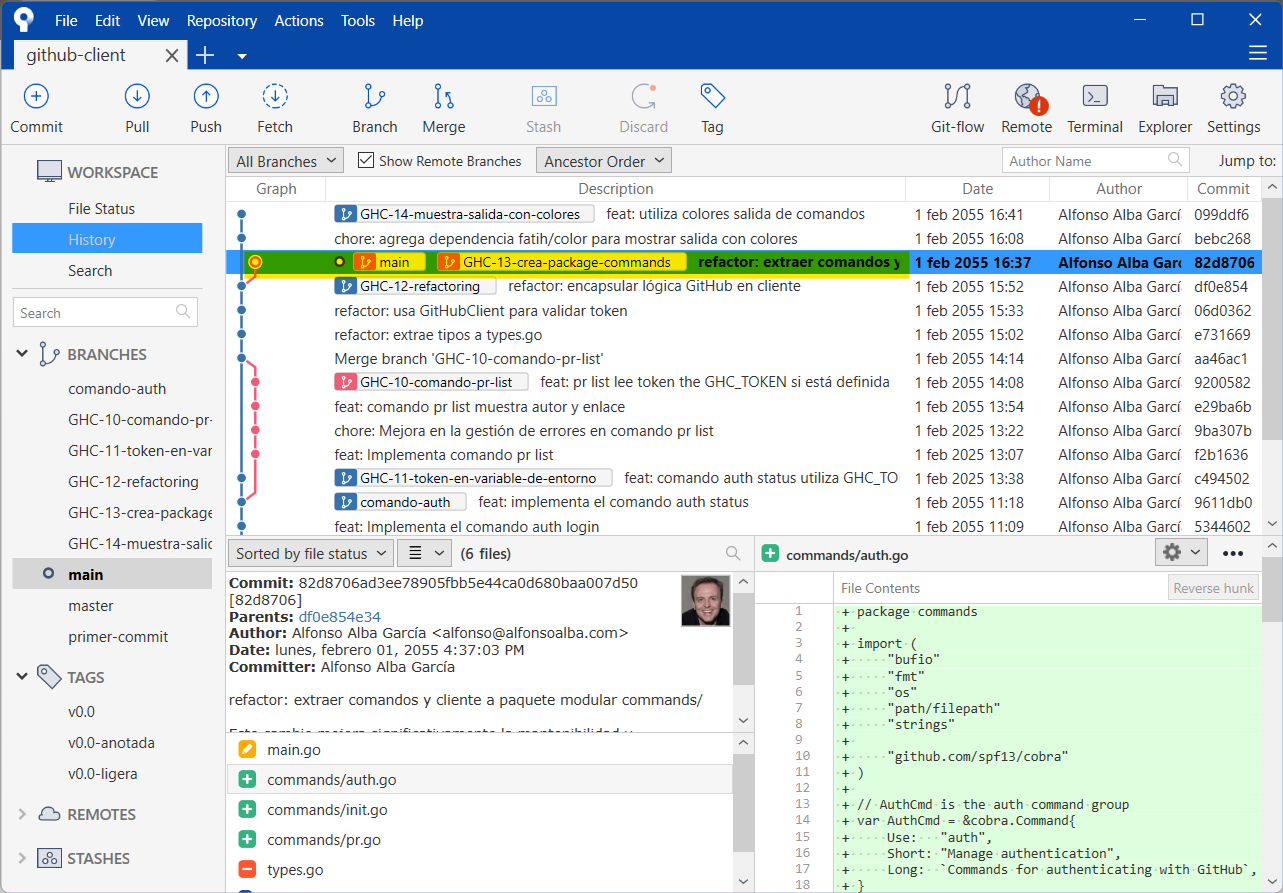 File Edit View Repository Actions Tools Help
github-client
Commit Pull Push Fetch Branch Merge Stash Discard Tag Git-flow Remote Terminal Explorer Settings
WORKSPACE
File Status
History
Search
Search
BRANCHES
comando-auth
GHC-10-comando-pr-
GHC-11-token-en-var
GHC-12-refactoring
GHC-13-crea-package
GHC-14-muestra-salid
main
master
primer-commit
TAGS
v0.0
v0.0-anotada
v0.0-ligera
REMOTES
STASHES
All Branches Show Remote Branches Ancestor Order Author Name Jump to:
Graph Description Date Author Commit
GHC-14-muestra-salida-con-colores feat: utiliza colores salida de comandos 1 feb 2055 16:41 Alfonso Alba Garcí 099ddf6
chore: agrega dependencia fatih/color para mostrar salida con colores 1 feb 2055 16:08 Alfonso Alba Garcí bebc268
main GHC-13-crea-package-commands refactor: extraer comandos y 1 feb 2055 16:37 Alfonso Alba Garc 82d8706
GHC-12-refactoring refactor: encapsular lógica GitHub en cliente 1 feb 2055 15:52 Alfonso Alba Garcí df0e854
refactor: usa GitHubClient para validar token 1 feb 2055 15:33 Alfonso Alba Garcí 06d0362
refactor: extrae tipos a types.go 1 feb 2055 15:02 Alfonso Alba Garcí e731669
Merge branch 'GHC-10-comando-pr-list' 1 feb 2055 14:14 Alfonso Alba Garcí aa46ac1
GHC-10-comando-pr-list feat: pr list lee token the GHC_TOKEN si está definida 1 feb 2055 14:08 Alfonso Alba Garcí 9200582
feat: comando pr list muestra autor y enlace 1 feb 2055 13:54 Alfonso Alba Garcí e29ba6b
chore: Mejora en la gestión de errores en comando pr list 1 feb 2025 13:22 Alfonso Alba Garcí 9ba307b
feat: Implementa comando pr list 1 feb 2025 13:07 Alfonso Alba Garcí f2b1636
GHC-11-token-en-variable-de-entorno feat: comando auth status utiliza GHC_TO 1 feb 2025 13:38 Alfonso Alba Garcí c494502
comando-auth feat: implementa el comando auth status 1 feb 2025 11:18 Alfonso Alba Garcí 9611db0
feat: Implementa el comando auth login 1 feb 2025 11:09 Alfonso Alba Garcí 5344602
Sorted by file status (6 files)
Commit: 82d8706ad3ee78905fbb5e44ca0d680baa007d50
[82d8706]
Parents: df0e854e34
Author: Alfonso Alba García <alfonso@alfonsoalba.com>
Date: lunes, febrero 01, 2055 4:37:03 PM
Committer: Alfonso Alba García
refactor: extraer comandos y cliente a paquete modular commands/
Este cambio mejora significativamente la mantenibilidad y
main.go
commands/auth.go
commands/init.go
commands/pr.go
types.go
commands/auth.go
File Contents Reverse hunk
1 + package commands
2 +
3 + import (
4 + "bufio"
5 + "fmt"
6 + "os"
7 + "path/filepath"
8 + "strings"
9 +
10 + "github.com/spf13/cobra"
11 + )
12 +
13 + // AuthCmd is the auth command group
14 + var AuthCmd = &cobra.Command{
15 + Use: "auth",
16 + Short: "Manage authentication",
17 + Long: `Commands for authenticating with GitHub`,
18 + }